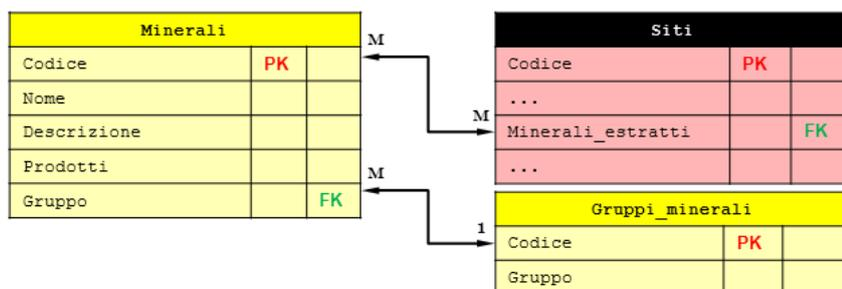 Minerali
Codice PK
Nome
Descrizione
Prodotti
Gruppo FK
M
M
M
1
Siti
Codice PK
...
Minerali_estratti FK
...
Gruppi_minerali
Codice PK
Gruppo